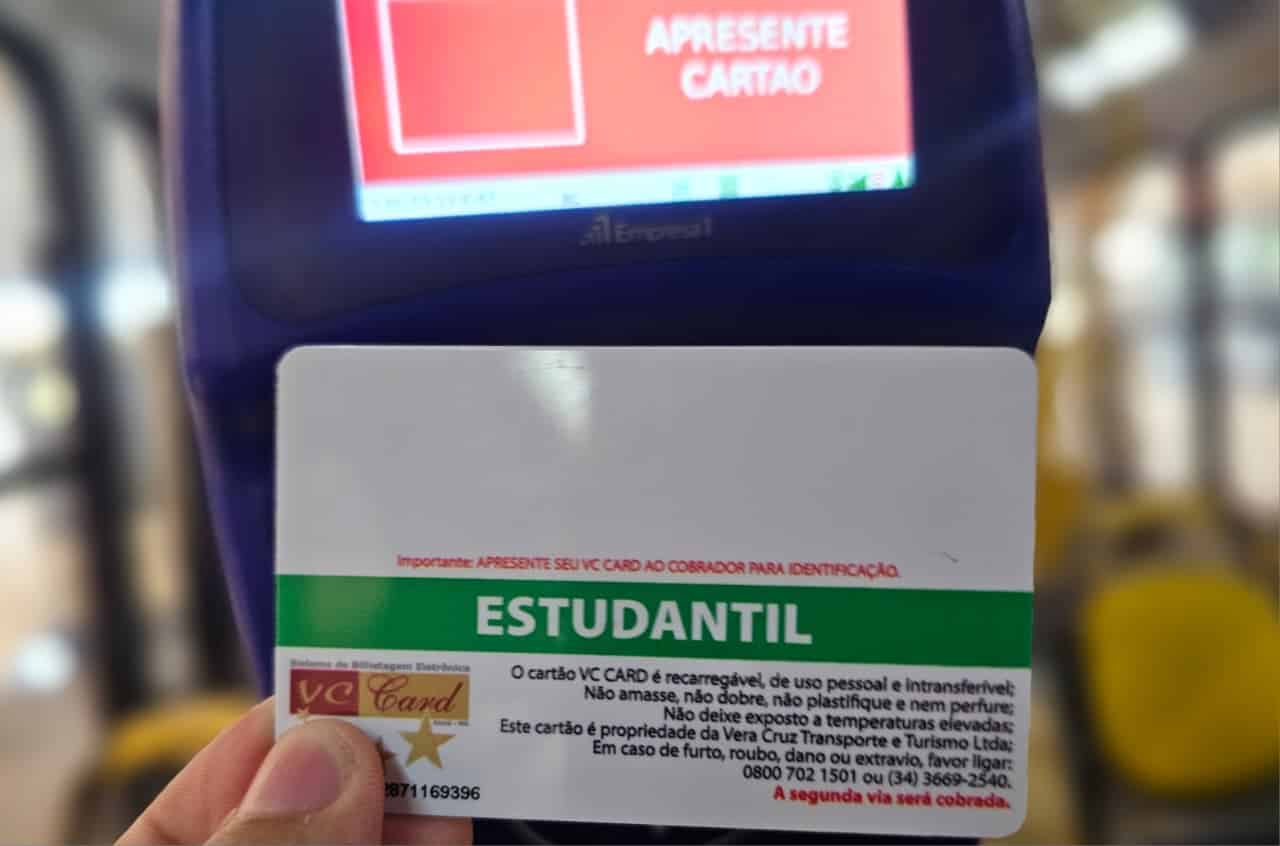 APRESENTE
CARTAO
Empresa 1
Importante: APRESENTE SEU VC CARD AO COBRADOR PARA IDENTIFICAÇÃO.
ESTUDANTIL
Sistema de Bilhetagem Eletrônica
VC Card
O cartão VC CARD é recarregável, de uso pessoal e intransferível;
Não amasse, não dobre, não plastifique e nem perfure;
Não deixe exposto a temperaturas elevadas;
Este cartão é propriedade da Vera Cruz Transporte e Turismo Ltda;
Em caso de furto, roubo, dano ou extravio, favor ligar:
0800 702 1501 ou (34) 3669-2540.
A segunda via será cobrada.
2871169396